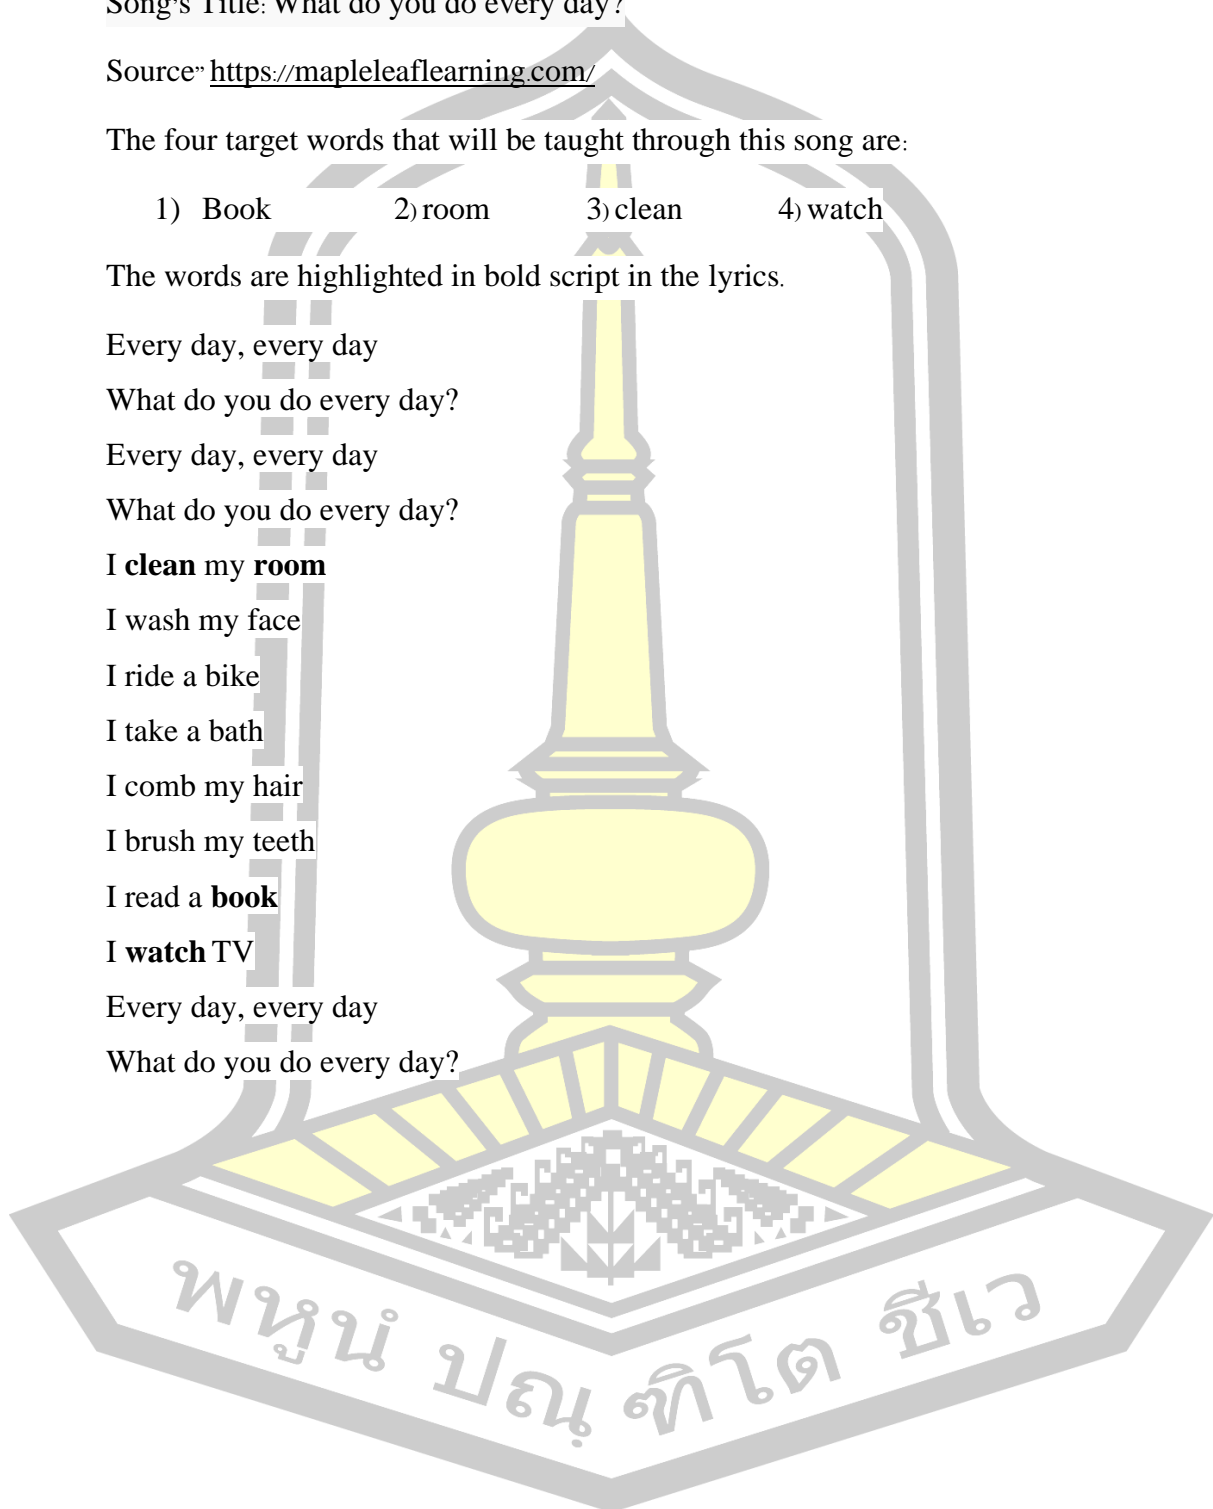 Song's Title: What do you do every day?
Source” https://mapleleaflearning.com/
The four target words that will be taught through this song are:
1) Book 2) room 3) clean 4) watch
The words are highlighted in bold script in the lyrics.
Every day, every day
What do you do every day?
Every day, every day
What do you do every day?
I clean my room
I wash my face
I ride a bike
I take a bath
I comb my hair
I brush my teeth
I read a book
I watch TV
Every day, every day
What do you do every day?
พหูนํ ปณฺฑิโต ชีเว